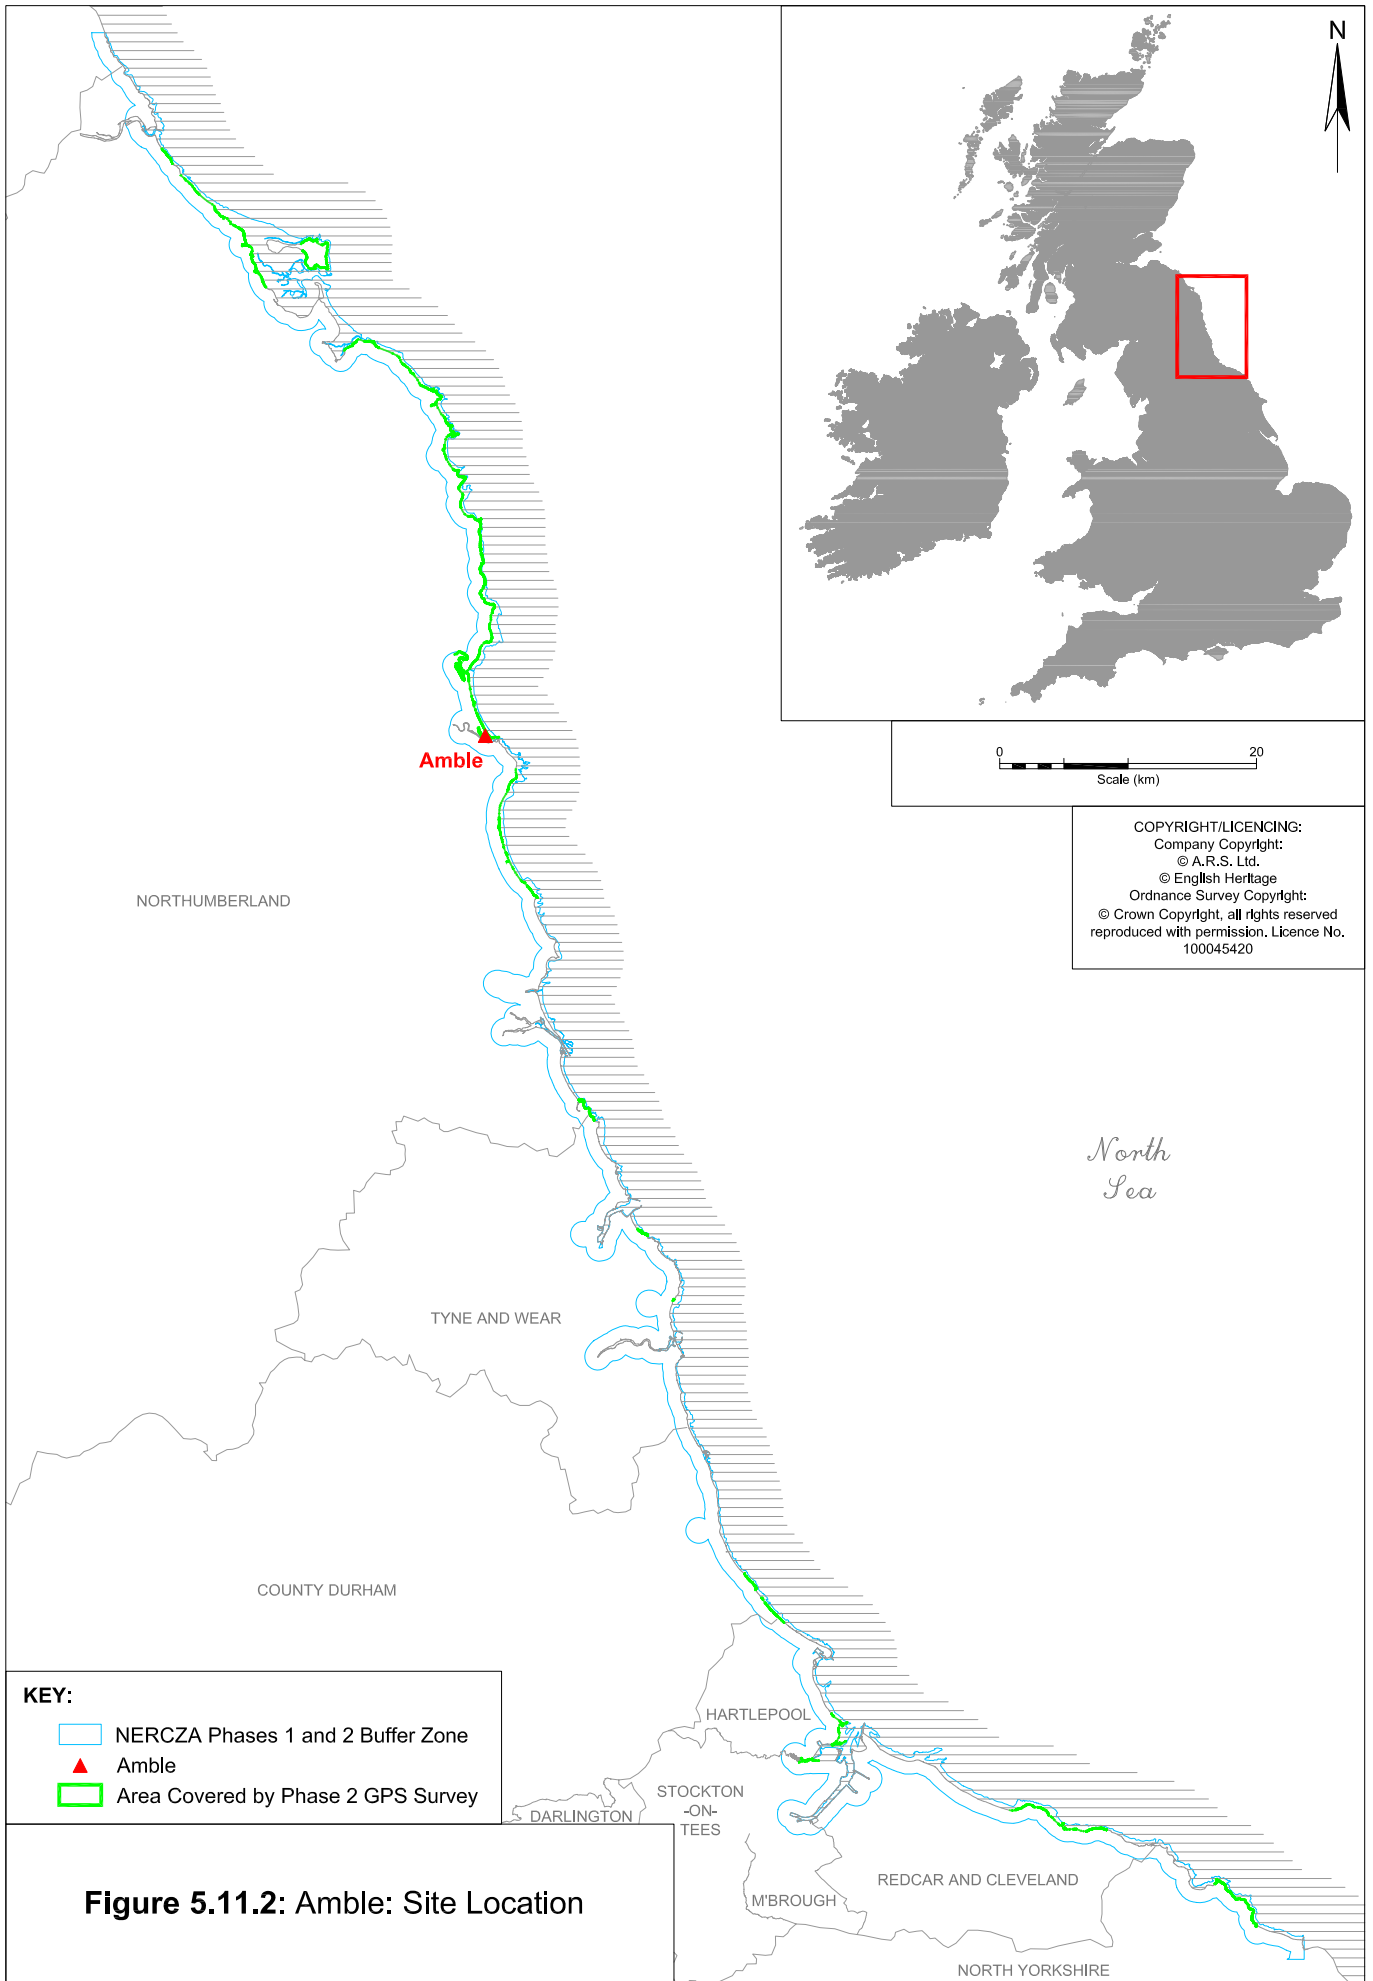 N
Amble
0 20
Scale (km)
COPYRIGHT/LICENCING:
Company Copyright:
© A.R.S. Ltd.
© English Heritage
Ordnance Survey Copyright:
© Crown Copyright, all rights reserved
reproduced with permission. Licence No.
100045420
NORTHUMBERLAND
North
Sea
TYNE AND WEAR
COUNTY DURHAM
HARTLEPOOL
STOCKTON
-ON-
TEES
DARLINGTON
M'BROUGH
REDCAR AND CLEVELAND
NORTH YORKSHIRE
KEY:
NERCZA Phases 1 and 2 Buffer Zone
Amble
Area Covered by Phase 2 GPS Survey
Figure 5.11.2: Amble: Site Location